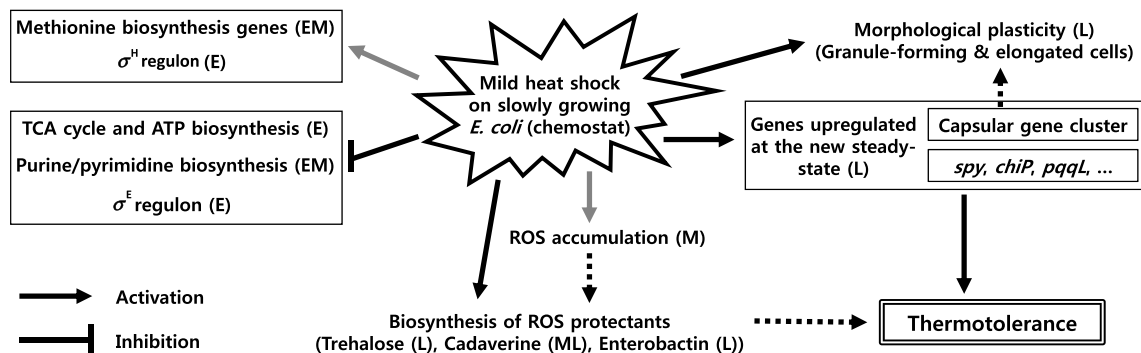 Methionine biosynthesis genes (EM)
σᴴ regulon (E)
TCA cycle and ATP biosynthesis (E)
Purine/pyrimidine biosynthesis (EM)
σᴱ regulon (E)
Mild heat shock
on slowly growing
E. coli (chemostat)
Morphological plasticity (L)
(Granule-forming & elongated cells)
Genes upregulated
at the new steady-
state (L)
Capsular gene cluster
spy, chiP, pqqL, ...
ROS accumulation (M)
Biosynthesis of ROS protectants
(Trehalose (L), Cadaverine (ML), Enterobactin (L))
Thermotolerance
Activation
Inhibition